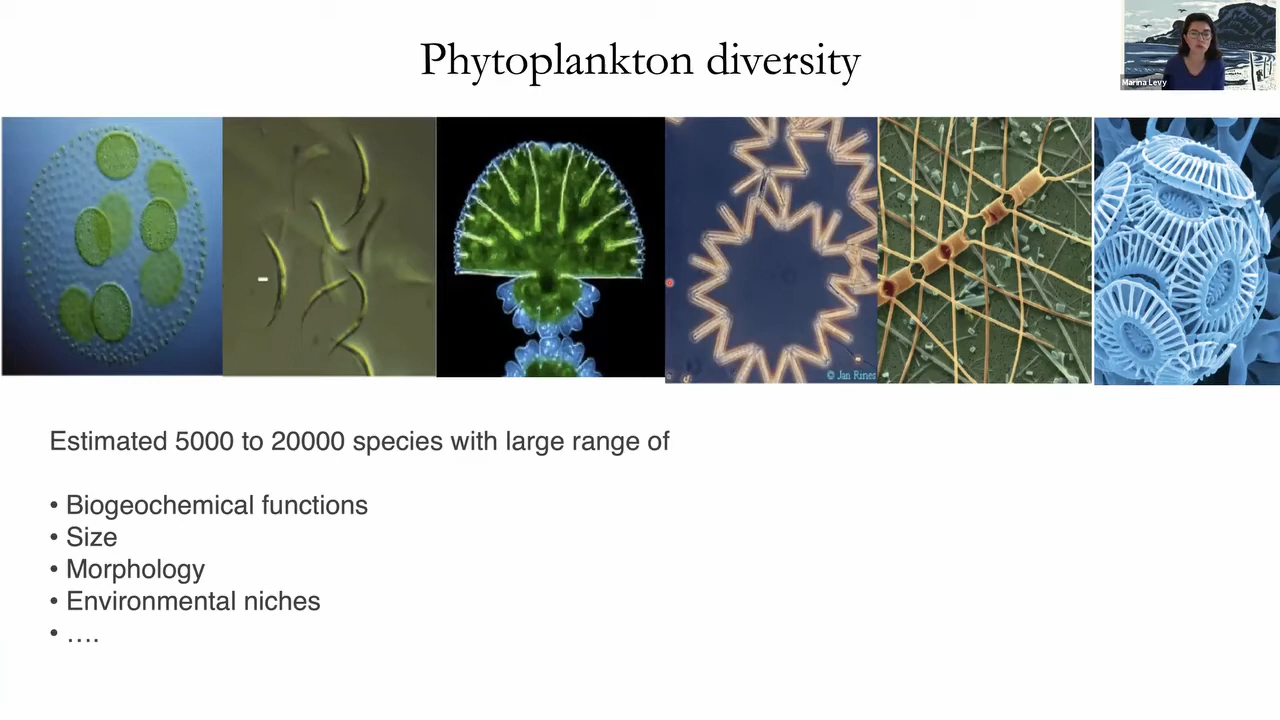 Phytoplankton diversity
Marina Levy
© Jan Rines
Estimated 5000 to 20000 species with large range of
• Biogeochemical functions
• Size
• Morphology
• Environmental niches
• ….